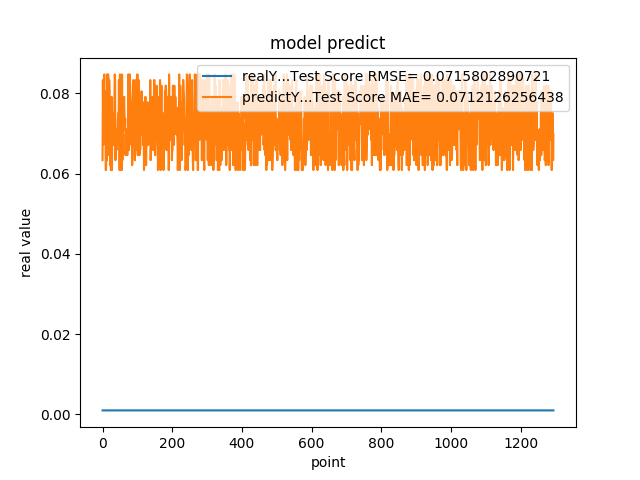 model predict
realY...Test Score RMSE= 0.0715802890721
predictY...Test Score MAE= 0.0712126256438
0.08
0.06
0.04
0.02
0.00
real value
0 200 400 600 800 1000 1200
point